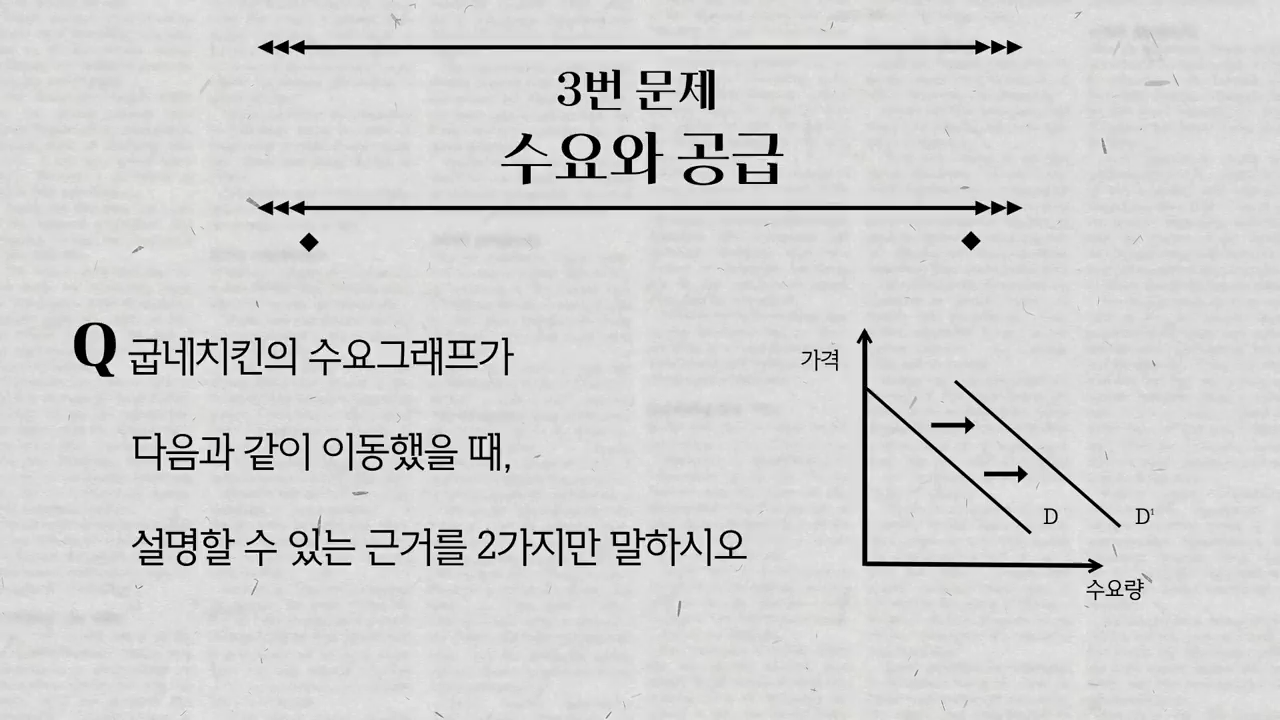 3번 문제
수요와 공급
Q 굽네치킨의 수요그래프가
다음과 같이 이동했을 때,
설명할 수 있는 근거를 2가지만 말하시오
가격
D
D'
수요량